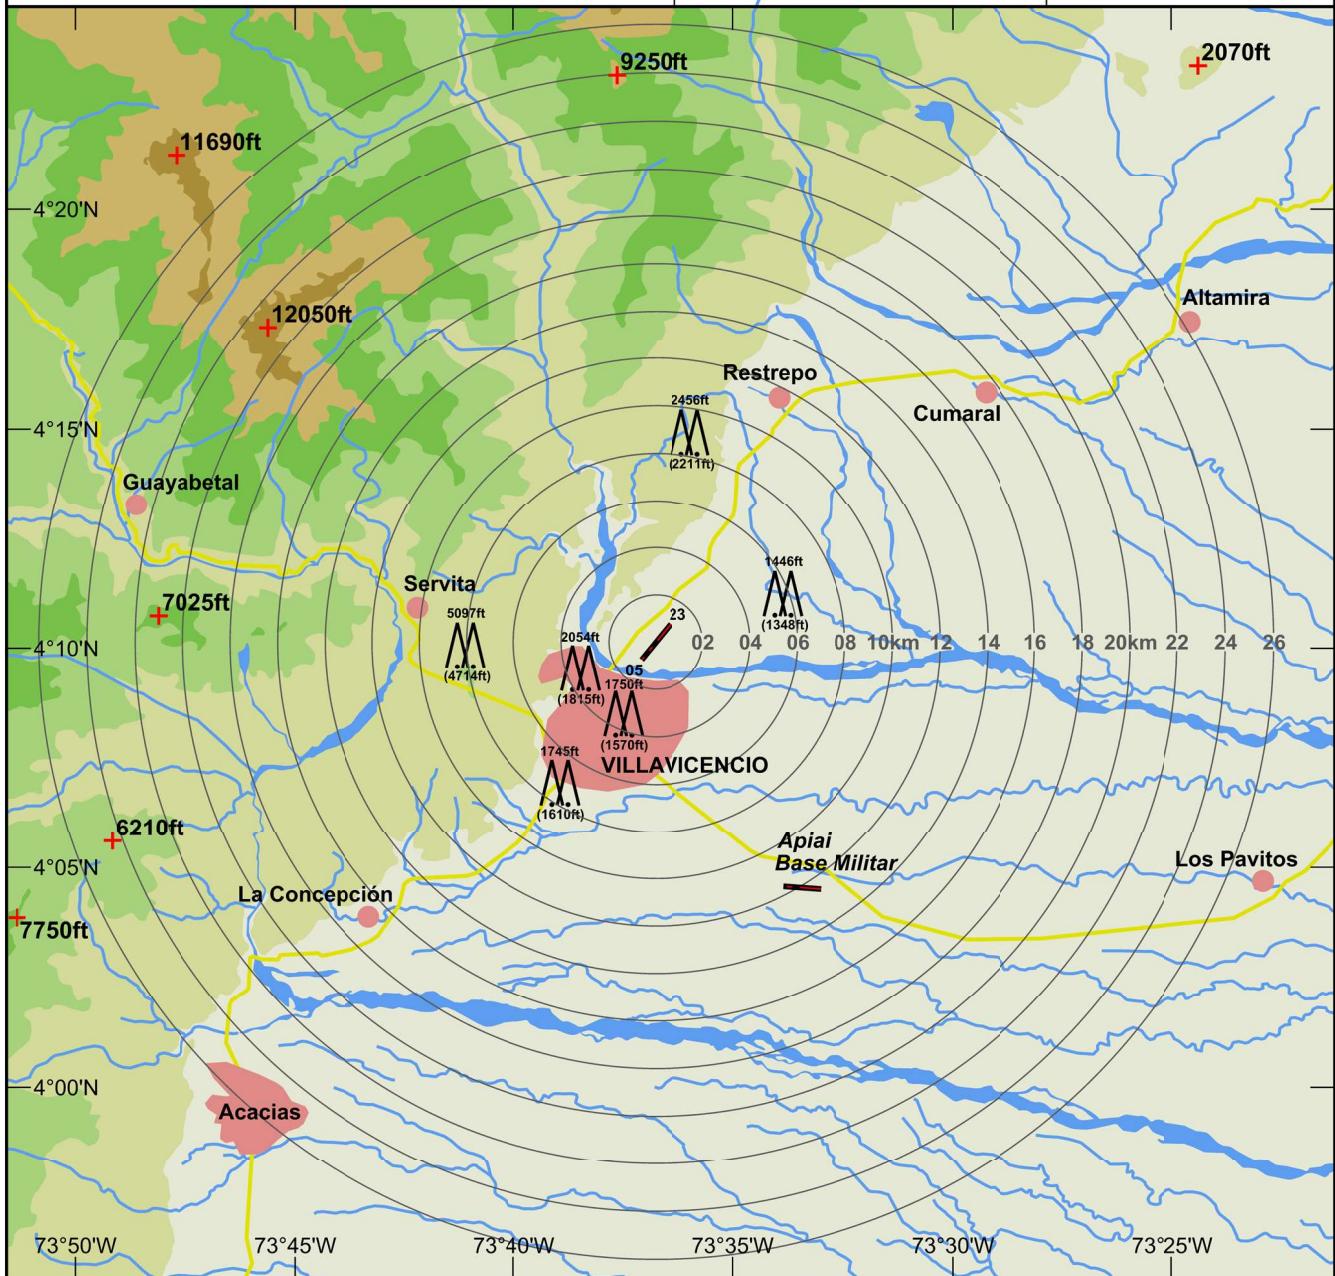 9250ft
2070ft
11690ft
4°20'N
12050ft
Altamira
Restrepo
2456ft
Cumaral
4°15'N
(2211ft)
Guayabetal
1446ft
Servita
7025ft
5097ft
23
(1348ft)
2054ft
4°10'N
02 04 06 08 10km 12 14 16 18 20km 22 24 26
(4714ft)
05
1750ft
(1815ft)
(1570ft)
1745ft
VILLAVICENCIO
(1610ft)
6210ft
Apiai
Base Militar
Los Pavitos
4°05'N
La Concepción
7750ft
4°00'N
Acacias
73°50'W 73°45'W 73°40'W 73°35'W 73°30'W 73°25'W